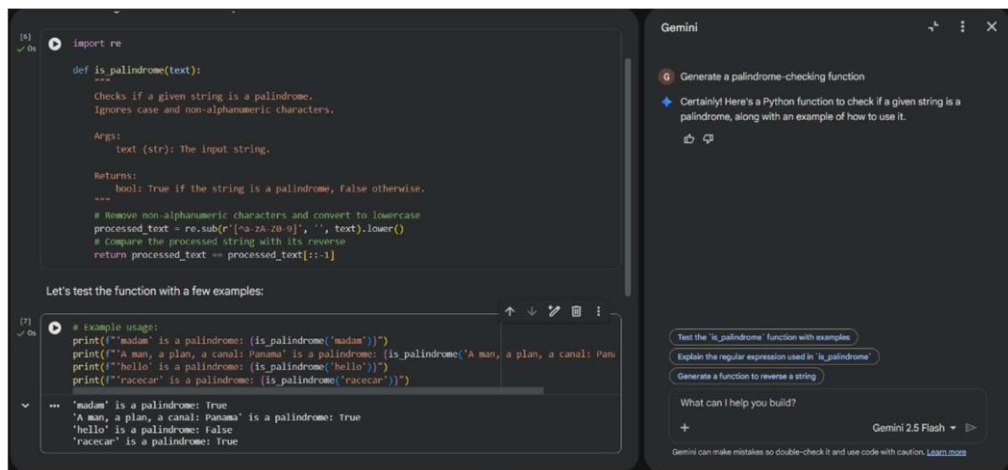 [6]
0s
import re
def is_palindrome(text):
"""
Checks if a given string is a palindrome.
Ignores case and non-alphanumeric characters.
Args:
text (str): The input string.
Returns:
bool: True if the string is a palindrome, False otherwise.
"""
# Remove non-alphanumeric characters and convert to lowercase
processed_text = re.sub(r'[^a-zA-Z0-9]', '', text).lower()
# Compare the processed string with its reverse
return processed_text == processed_text[::-1]
Let's test the function with a few examples:
[7]
0s
# Example usage:
print(f"'madam' is a palindrome: {is_palindrome('madam')}")
print(f"'A man, a plan, a canal: Panama' is a palindrome: {is_palindrome('A man, a plan, a canal: Pana
print(f"'hello' is a palindrome: {is_palindrome('hello')}")
print(f"'racecar' is a palindrome: {is_palindrome('racecar')}")
'madam' is a palindrome: True
'A man, a plan, a canal: Panama' is a palindrome: True
'hello' is a palindrome: False
'racecar' is a palindrome: True
Gemini
G Generate a palindrome-checking function
Certainly! Here's a Python function to check if a given string is a
palindrome, along with an example of how to use it.
Test the `is_palindrome` function with examples
Explain the regular expression used in `is_palindrome`
Generate a function to reverse a string
What can I help you build?
Gemini 2.5 Flash
Gemini can make mistakes so double-check it and use code with caution. Learn more